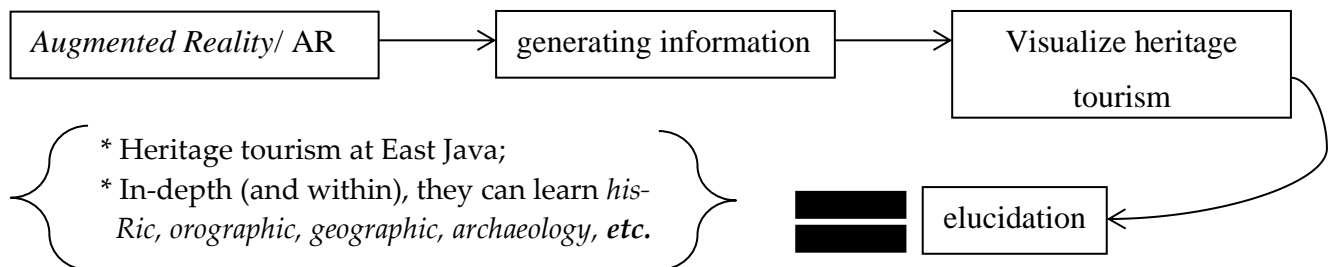 Augmented Reality/ AR
generating information
Visualize heritage
tourism
* Heritage tourism at East Java;
* In-depth (and within), they can learn his-
Ric, orographic, geographic, archaeology, etc.
elucidation